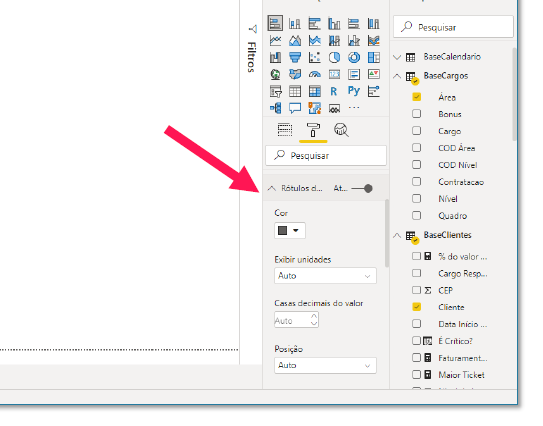 Filtros
R
Py
Pesquisar
Rótulos d...
At...
Cor
Exibir unidades
Auto
Casas decimais do valor
Auto
Posição
Auto
Pesquisar
BaseCalendario
BaseCargos
Área
Bonus
Cargo
COD Área
COD Nível
Contratacao
Nível
Quadro
BaseClientes
% do valor ...
Cargo Resp...
Σ CEP
Cliente
Data Início ...
É Crítico?
Faturament...
Maior Ticket